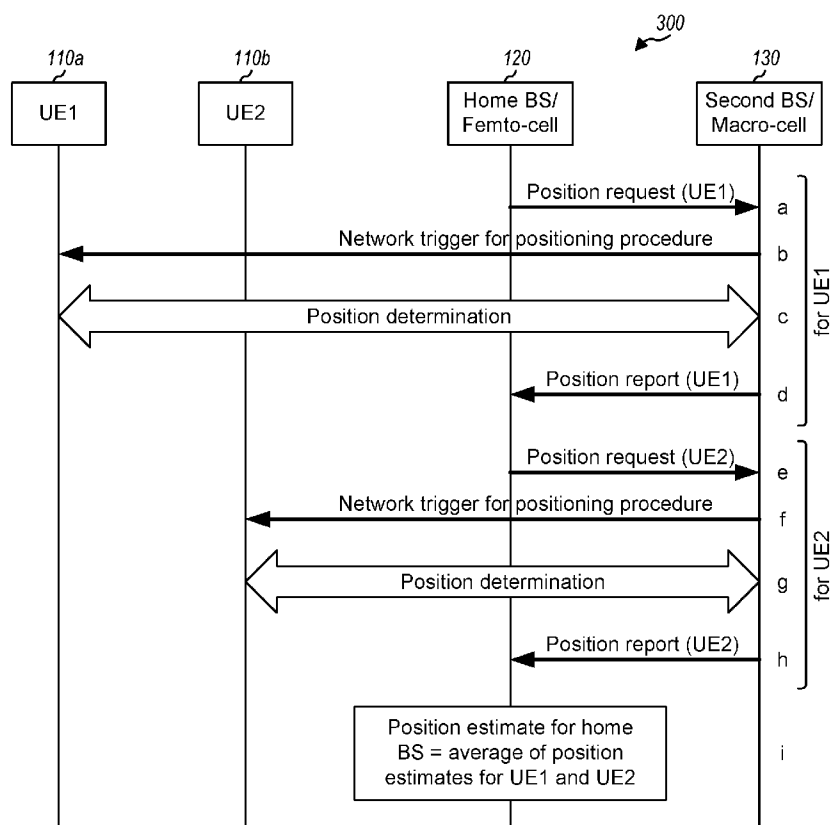 300
110a
110b
120
130
UE1
UE2
Home BS/
Femto-cell
Second BS/
Macro-cell
Position request (UE1)
a
Network trigger for positioning procedure
b
Position determination
c
Position report (UE1)
d
for UE1
Position request (UE2)
e
Network trigger for positioning procedure
f
Position determination
g
Position report (UE2)
h
for UE2
Position estimate for home
BS = average of position
estimates for UE1 and UE2
i